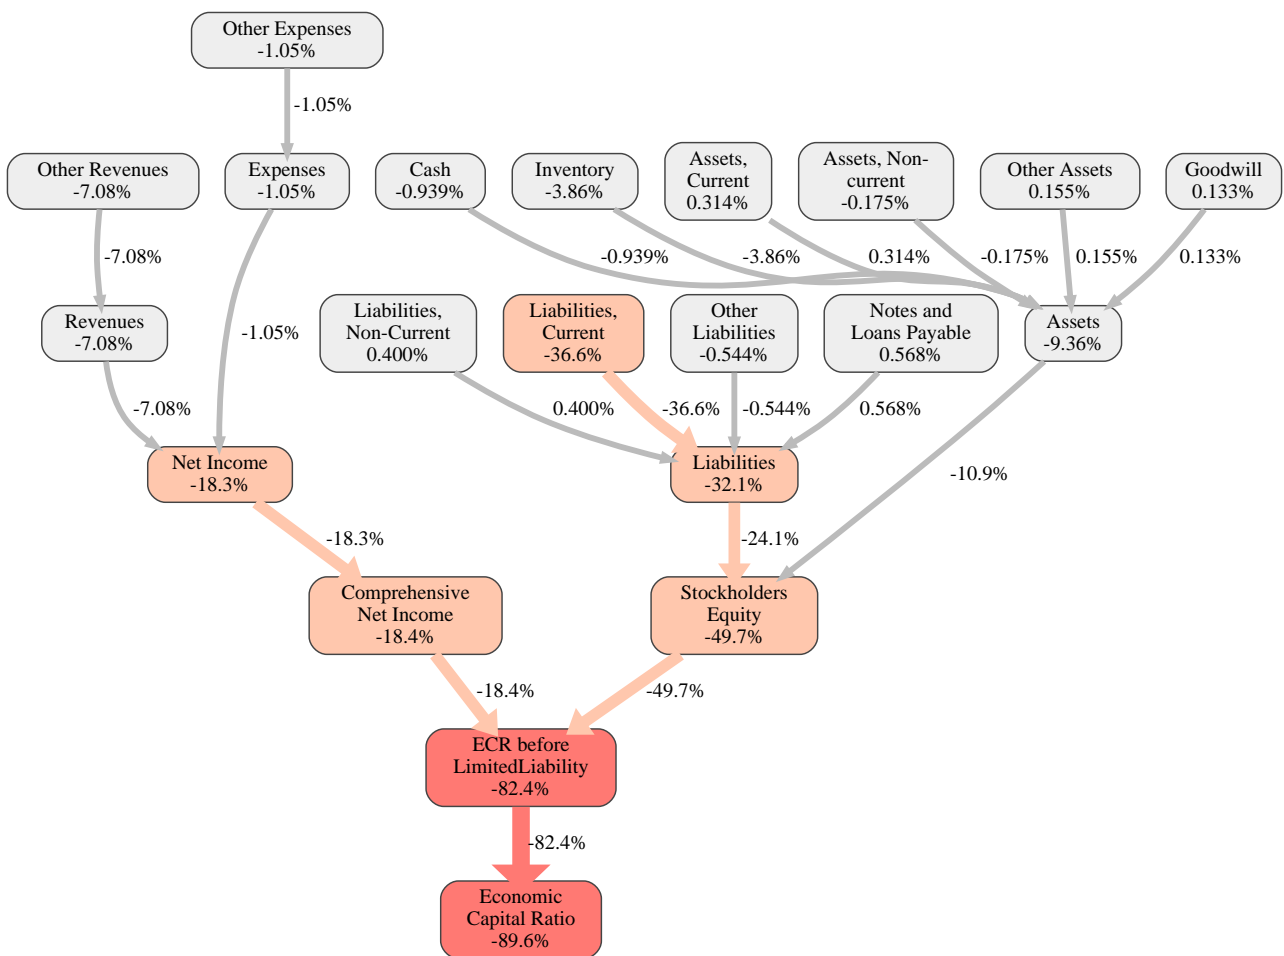 Other Expenses
-1.05%
-1.05%
Other Revenues
-7.08%
Expenses
-1.05%
Cash
-0.939%
Inventory
-3.86%
Assets,
Current
0.314%
Assets, Non-
current
-0.175%
Other Assets
0.155%
Goodwill
0.133%
-7.08%
-0.939%
-3.86%
0.314%
-0.175%
0.155%
0.133%
Revenues
-7.08%
-1.05%
Liabilities,
Non-Current
0.400%
Liabilities,
Current
-36.6%
Other
Liabilities
-0.544%
Notes and
Loans Payable
0.568%
Assets
-9.36%
-7.08%
0.400%
-36.6%
-0.544%
0.568%
Net Income
-18.3%
Liabilities
-32.1%
-10.9%
-18.3%
-24.1%
Comprehensive
Net Income
-18.4%
Stockholders
Equity
-49.7%
-18.4%
-49.7%
ECR before
LimitedLiability
-82.4%
-82.4%
Economic
Capital Ratio
-89.6%